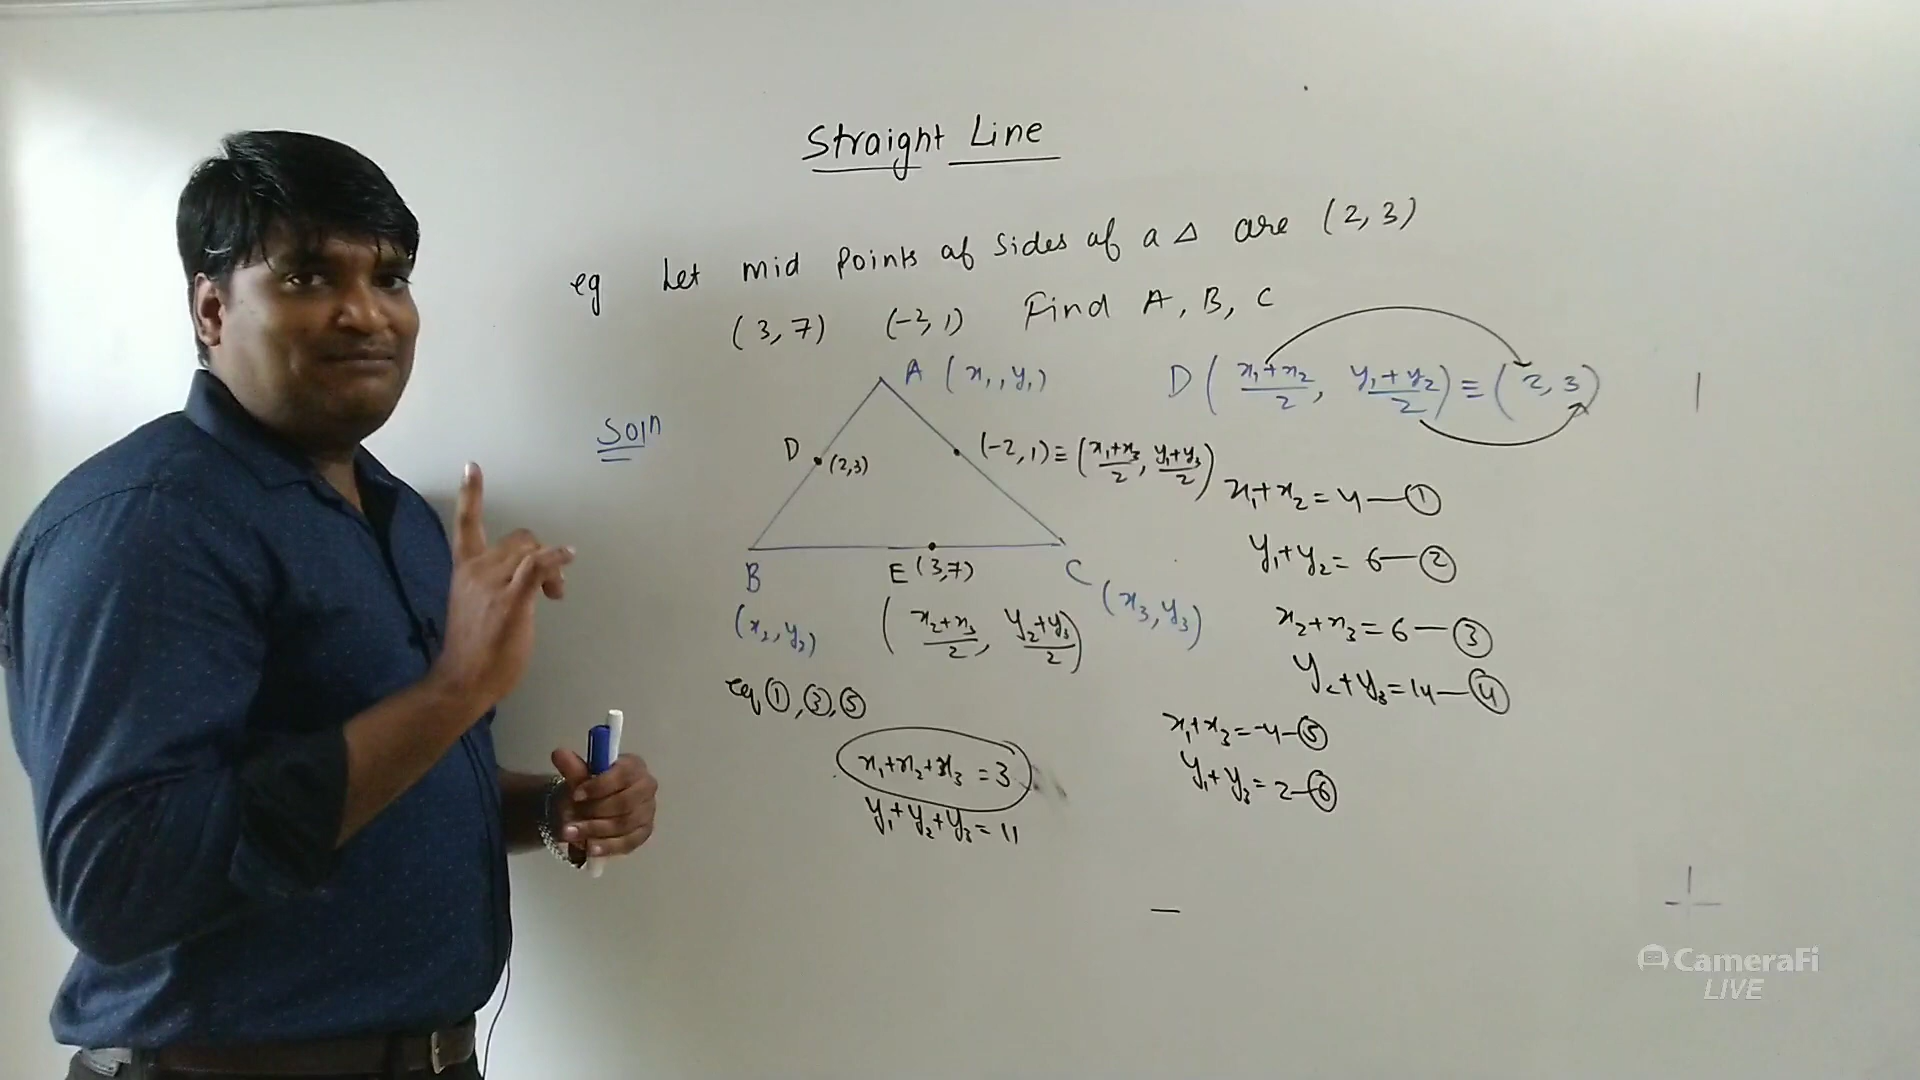 Straight Line
eg Let mid points of sides of a Δ are (2, 3)
(3, 7) (-2, 1) Find A, B, C
A (x₁, y₁)
D ( (x₁+x₂)/2, (y₁+y₂)/2 ) ≡ (2, 3)
Solⁿ
D (2,3)
(-2, 1) ≡ ( (x₁+x₃)/2, (y₁+y₃)/2 )
x₁+x₂ = 4 — ①
y₁+y₂ = 6 — ②
B
E (3,7)
C
(x₂, y₂)
( (x₂+x₃)/2, (y₂+y₃)/2 )
(x₃, y₃)
x₂+x₃ = 6 — ③
y₂+y₃ = 14 — ④
eq ①, ③, ⑤
x₁+x₃ = -4 — ⑤
y₁+y₃ = 2 — ⑥
x₁+x₂+x₃ = 3
y₁+y₂+y₃ = 11
CameraFi
LIVE